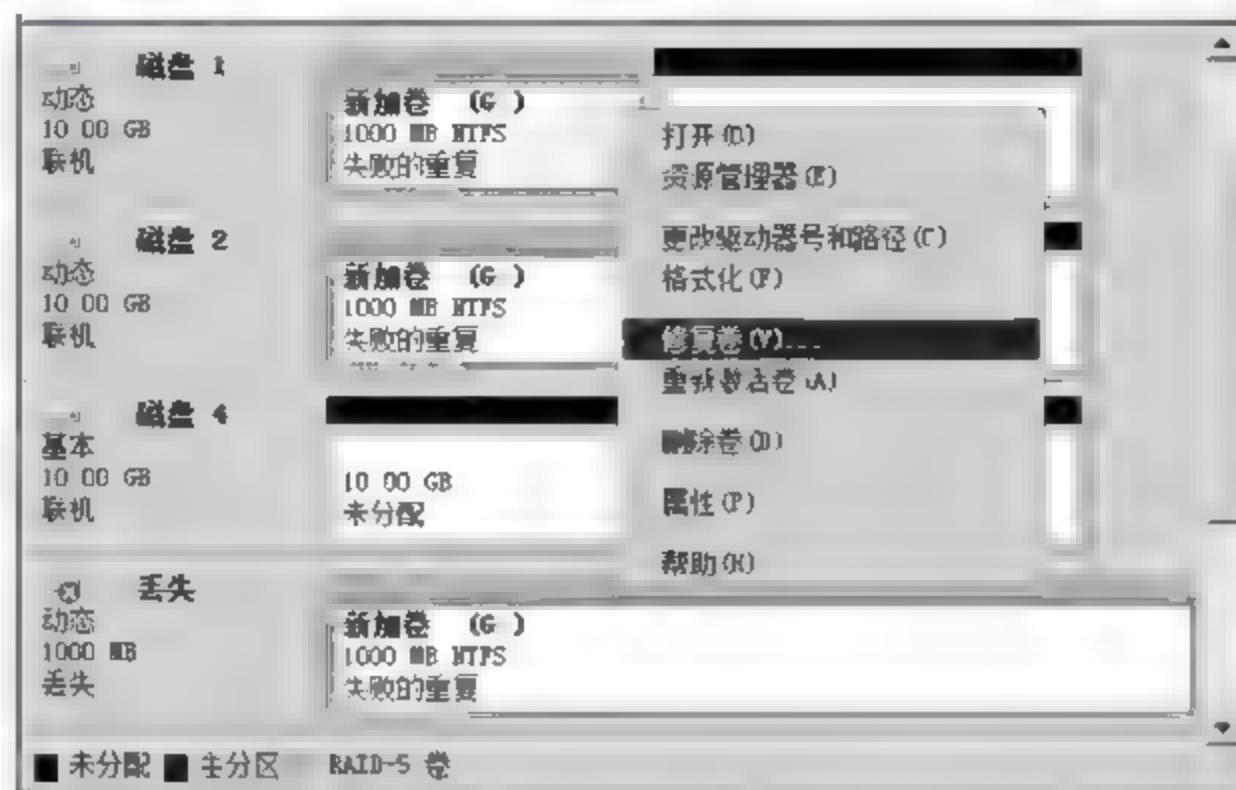 磁盘 1
动态
10 00 GB
联机
新加卷 (G )
1000 MB NTFS
失败的重复
磁盘 2
动态
10 00 GB
联机
新加卷 (G )
1000 MB NTFS
失败的重复
磁盘 4
基本
10 00 GB
联机
10 00 GB
未分配
丢失
动态
1000 MB
丢失
新加卷 (G )
1000 MB NTFS
失败的重复
打开(O)
资源管理器(E)
更改驱动器号和路径(C)
格式化(F)
修复卷(V)...
重新激活卷(A)
删除卷(D)
属性(P)
帮助(H)
未分配 主分区 RAID-5 卷